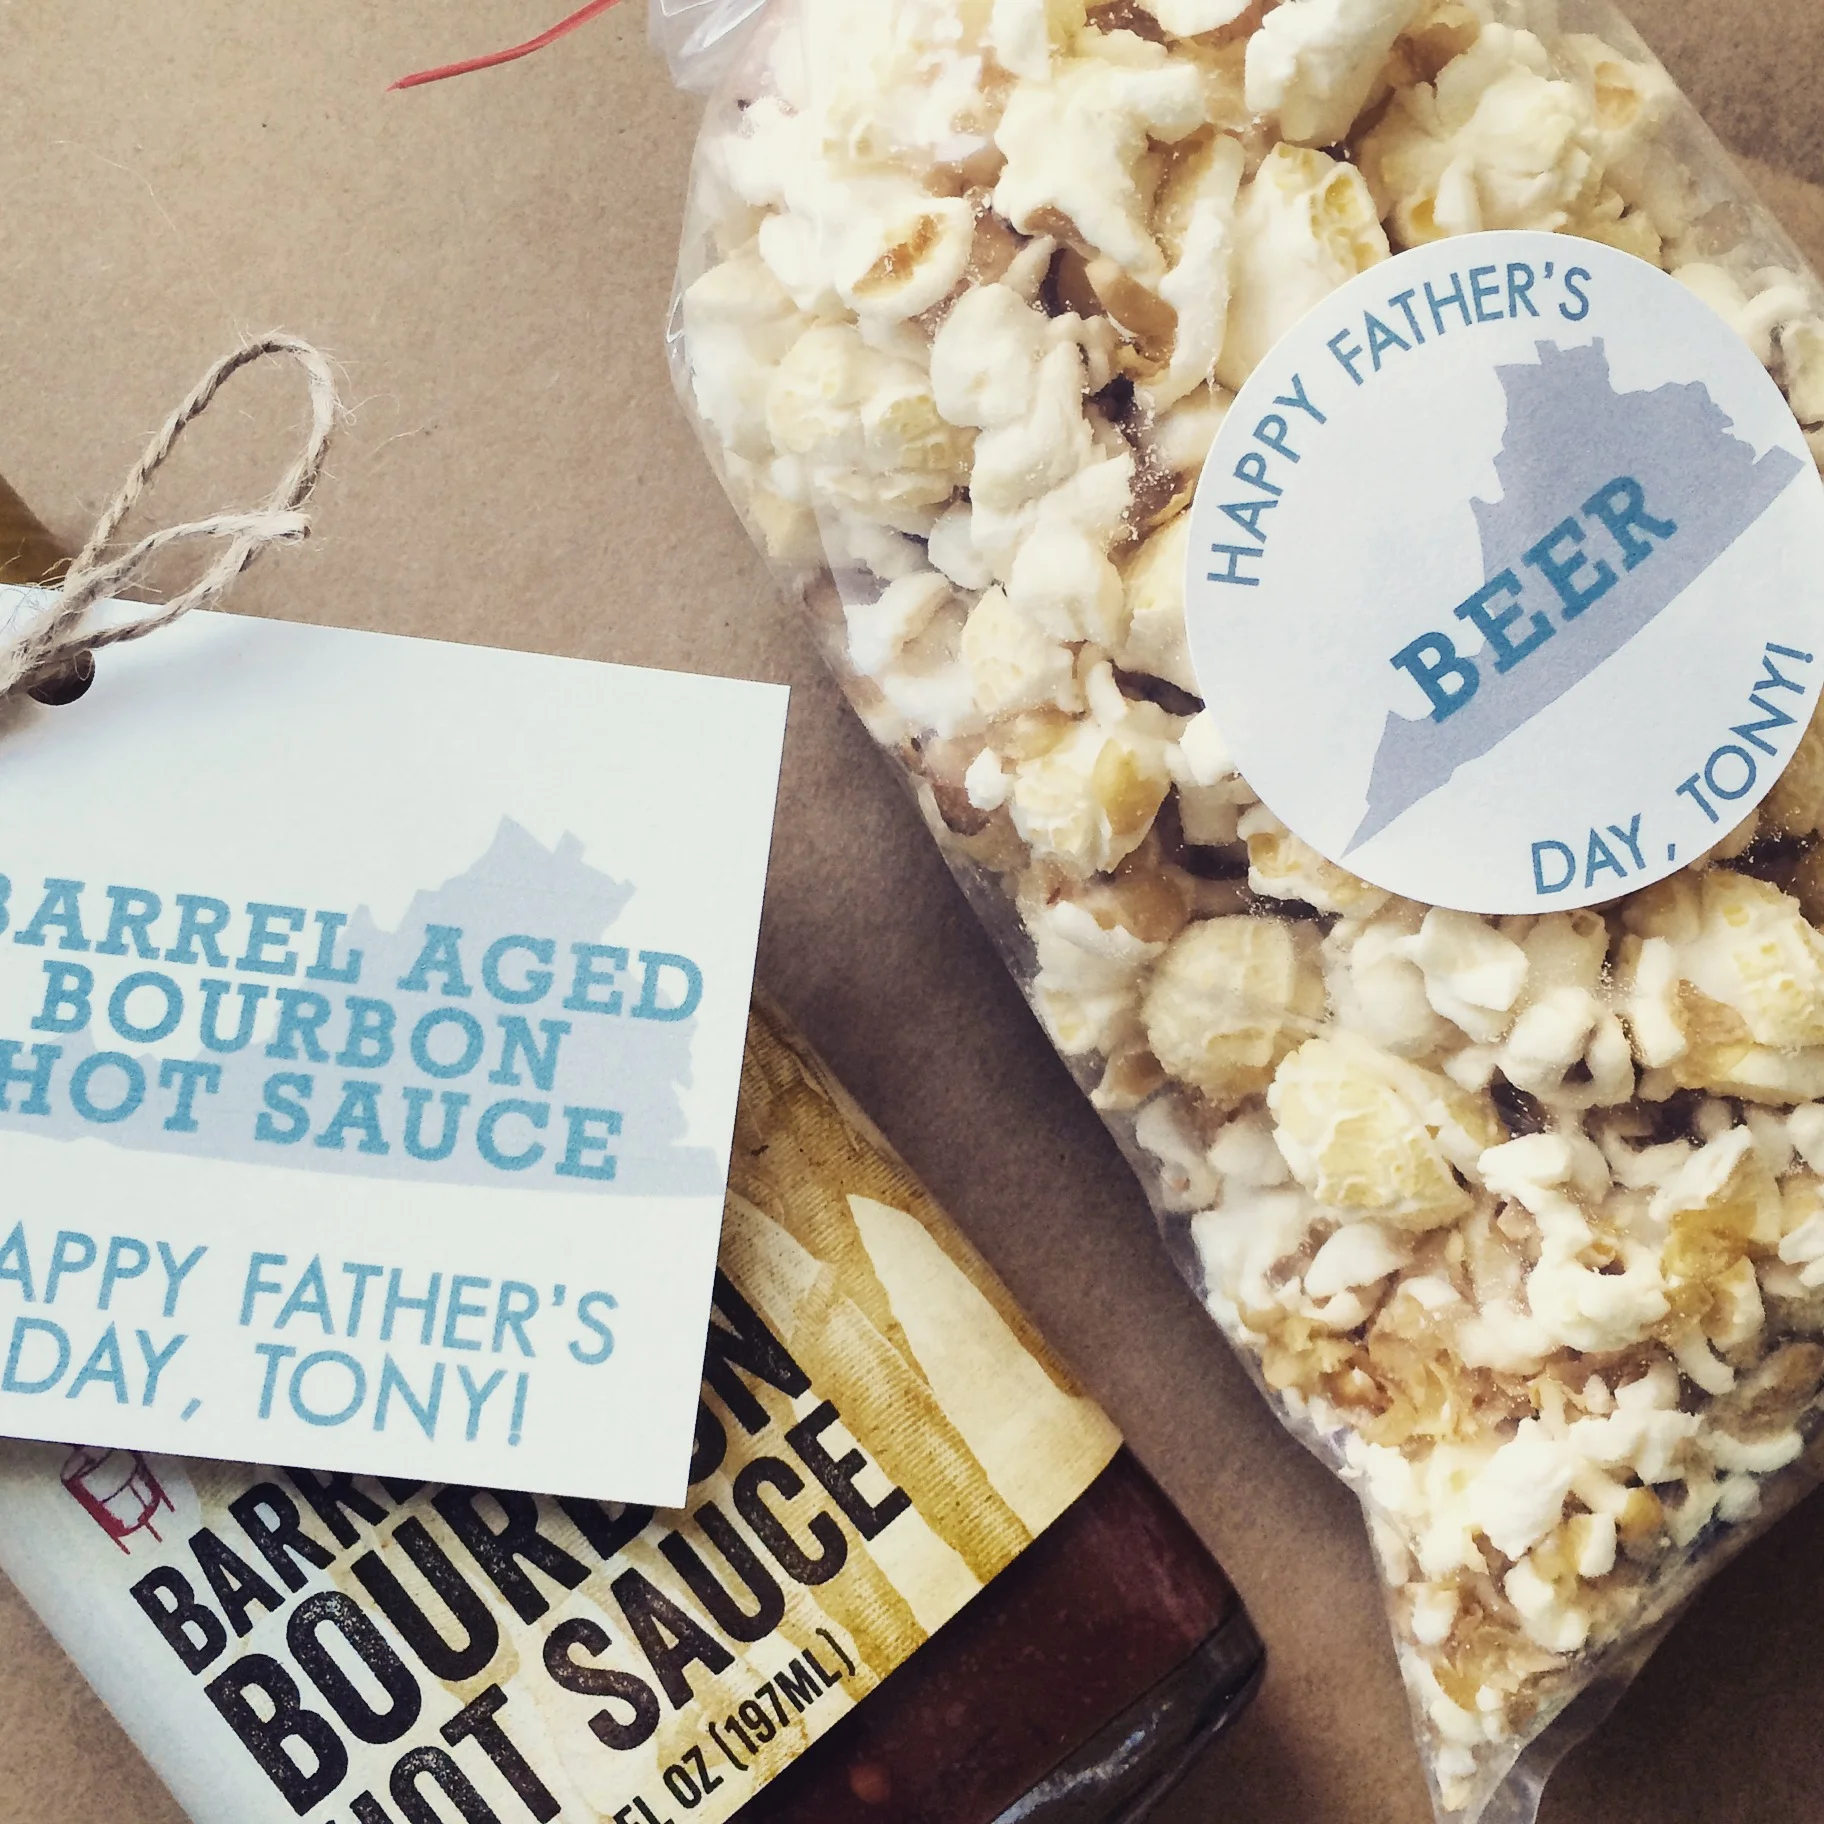 HAPPY FATHER'S
BEER
DAY, TONY!
BARREL AGED
BOURBON
HOT SAUCE
HAPPY FATHER'S
DAY, TONY!
BOURBON
HOT SAUCE
FL OZ (197ML)